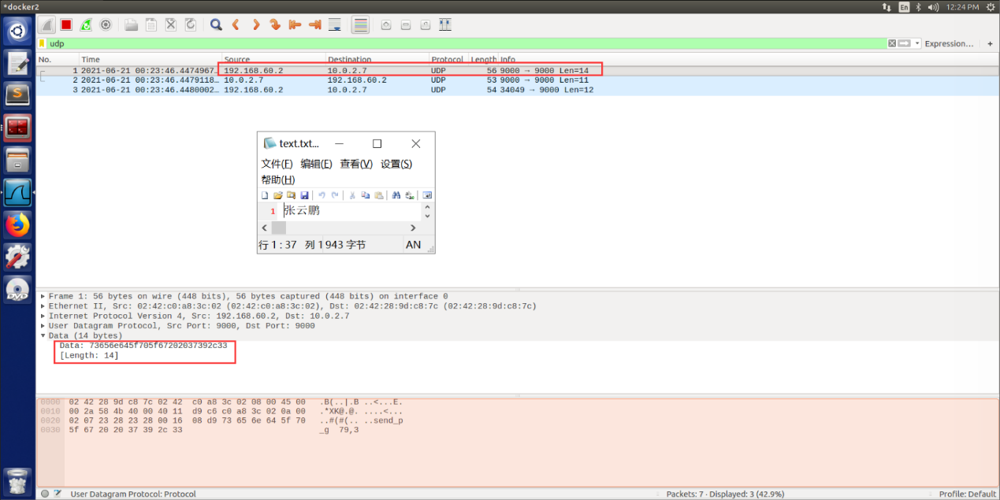 *docker2
En
12:24 PM
udp
Expression…
+
No. Time Source Destination Protocol Length Info
1 2021-06-21 00:23:46.4474967… 192.168.60.2 10.0.2.7 UDP 56 9000 → 9000 Len=14
2 2021-06-21 00:23:46.4479118… 10.0.2.7 192.168.60.2 UDP 53 9000 → 9000 Len=11
3 2021-06-21 00:23:46.4480002… 192.168.60.2 10.0.2.7 UDP 54 34049 → 9000 Len=12
text.txt...
文件(F) 编辑(E) 查看(V) 设置(S)
帮助(H)
1 张云鹏
行 1 : 37 列 1 943 字节 AN
Frame 1: 56 bytes on wire (448 bits), 56 bytes captured (448 bits) on interface 0
Ethernet II, Src: 02:42:c0:a8:3c:02 (02:42:c0:a8:3c:02), Dst: 02:42:28:9d:c8:7c (02:42:28:9d:c8:7c)
Internet Protocol Version 4, Src: 192.168.60.2, Dst: 10.0.2.7
User Datagram Protocol, Src Port: 9000, Dst Port: 9000
Data (14 bytes)
Data: 73656e645f705f67202037392c33
[Length: 14]
0000 02 42 28 9d c8 7c 02 42 c0 a8 3c 02 08 00 45 00 .B(..|.B ..<...E.
0010 00 2a 58 4b 40 00 40 11 d9 c6 c0 a8 3c 02 0a 00 .*XK@.@. ....<...
0020 02 07 23 28 23 28 00 16 08 d9 73 65 6e 64 5f 70 ..#(#(.. ..send_p
0030 5f 67 20 20 37 39 2c 33 _g 79,3
User Datagram Protocol: Protocol
Packets: 7 · Displayed: 3 (42.9%)
Profile: Default